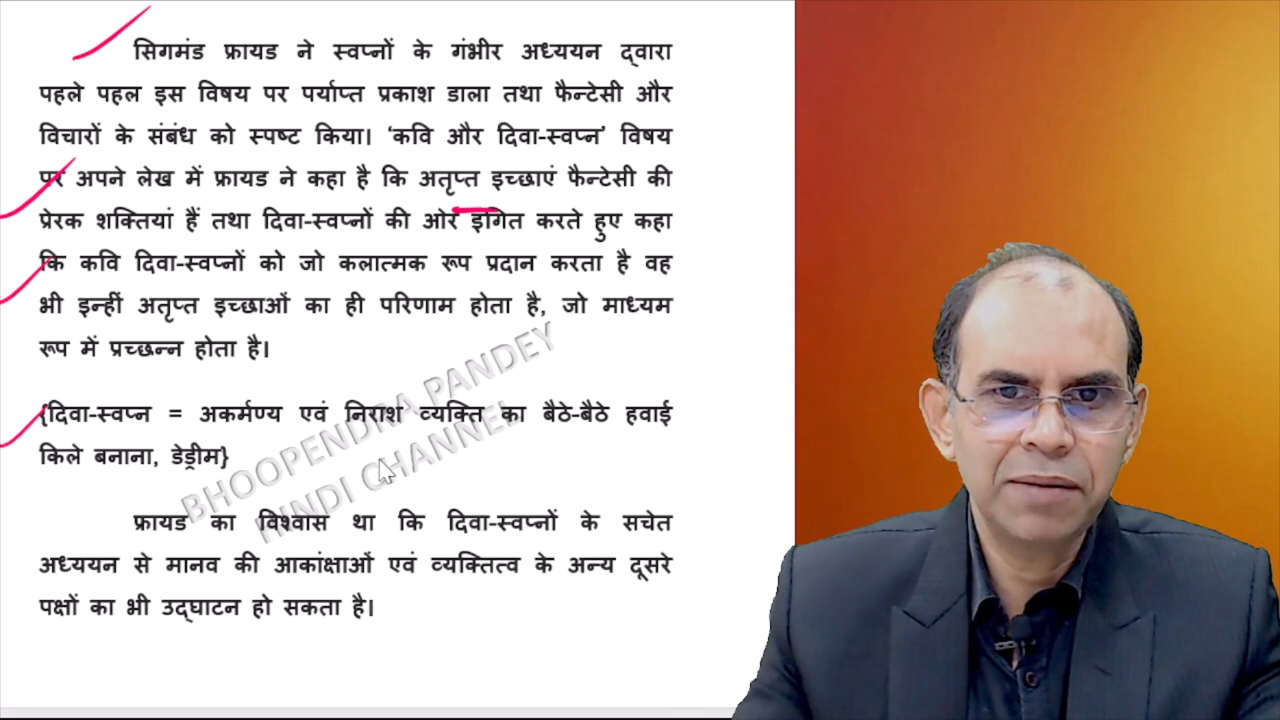 सिगमंड फ्रायड ने स्वप्नों के गंभीर अध्ययन द्वारा
पहले पहल इस विषय पर पर्याप्त प्रकाश डाला तथा फैन्टेसी और
विचारों के संबंध को स्पष्ट किया। ‘कवि और दिवा-स्वप्न’ विषय
पर अपने लेख में फ्रायड ने कहा है कि अतृप्त इच्छाएं फैन्टेसी की
प्रेरक शक्तियां हैं तथा दिवा-स्वप्नों की ओर इंगित करते हुए कहा
कि कवि दिवा-स्वप्नों को जो कलात्मक रूप प्रदान करता है वह
भी इन्हीं अतृप्त इच्छाओं का ही परिणाम होता है, जो माध्यम
रूप में प्रच्छन्न होता है।
{दिवा-स्वप्न = अकर्मण्य एवं निराश व्यक्ति का बैठे-बैठे हवाई
किले बनाना, डेड्रीम}
फ्रायड का विश्वास था कि दिवा-स्वप्नों के सचेत
अध्ययन से मानव की आकांक्षाओं एवं व्यक्तित्व के अन्य दूसरे
पक्षों का भी उद्घाटन हो सकता है।
BHOOPENDRA PANDEY
HINDI CHANNEL